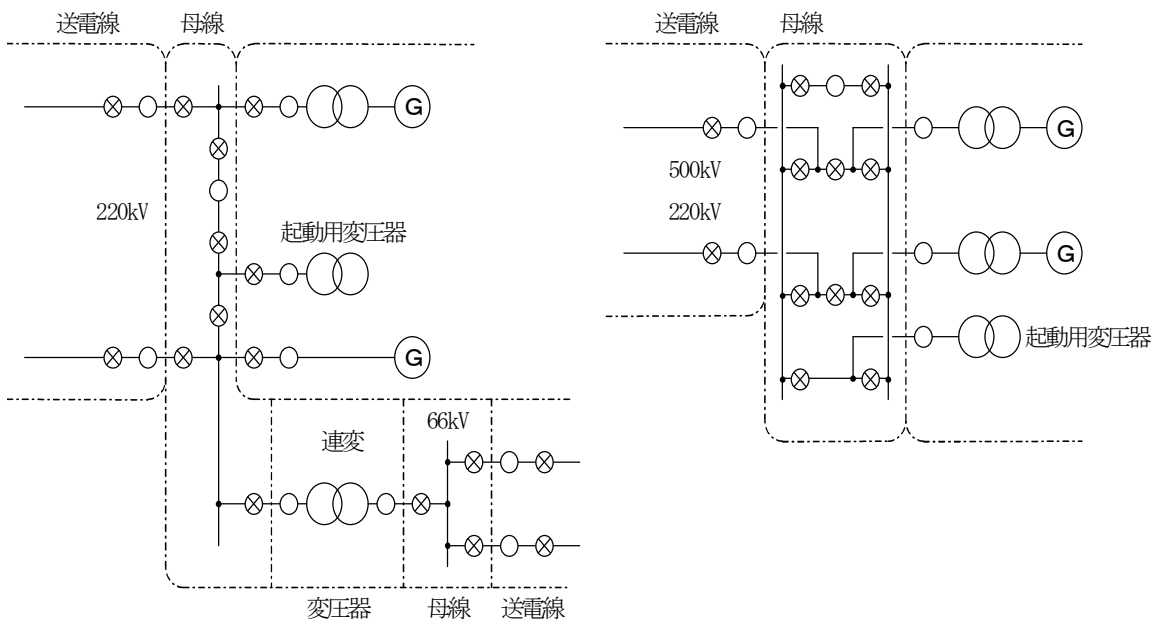 送電線
母線
G
220kV
起動用変圧器
G
連変
66kV
変圧器
母線
送電線
送電線
母線
G
500kV
220kV
G
起動用変圧器